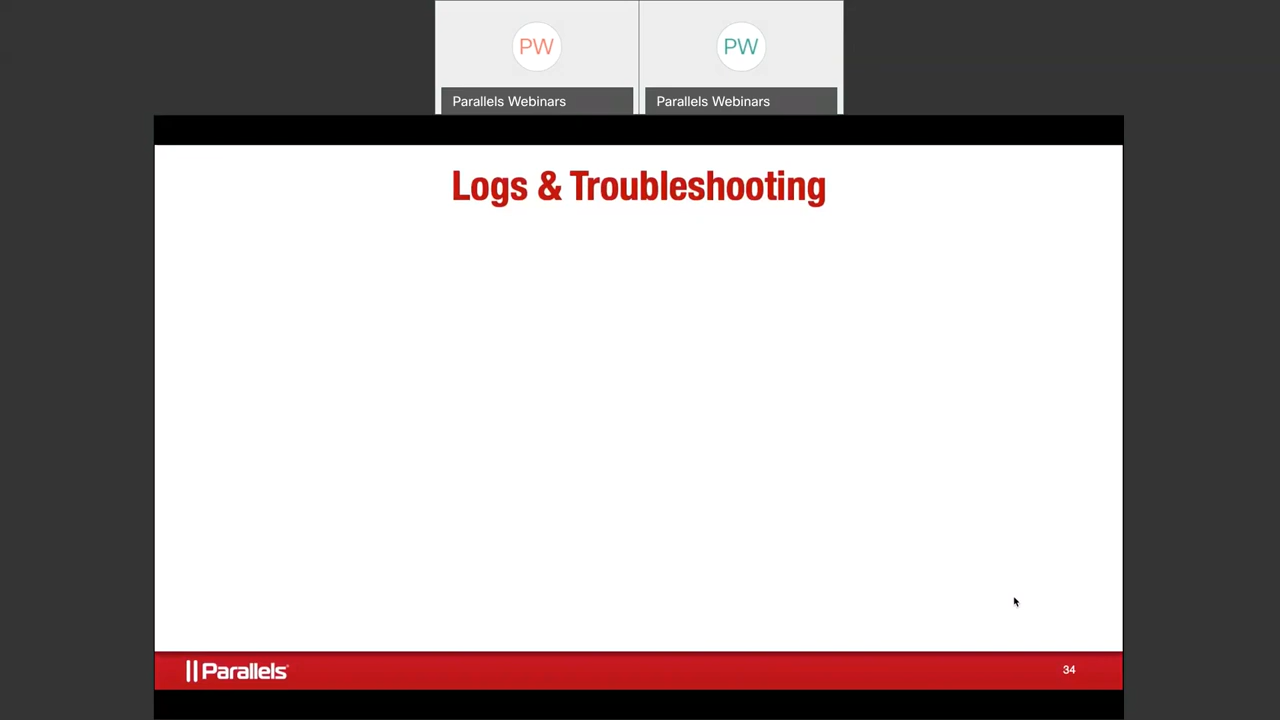 PW
PW
Parallels Webinars
Parallels Webinars
Logs & Troubleshooting
Parallels
34